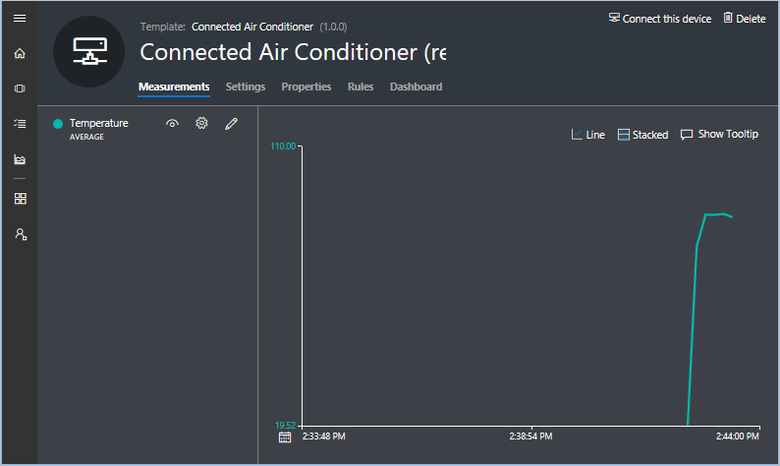 Template: Connected Air Conditioner (1.0.0)
Connect this device
Delete
Connected Air Conditioner (re
Measurements
Settings
Properties
Rules
Dashboard
Temperature
AVERAGE
Line
Stacked
Show Tooltip
110.00
19.52
2:33:48 PM
2:38:54 PM
2:44:00 PM